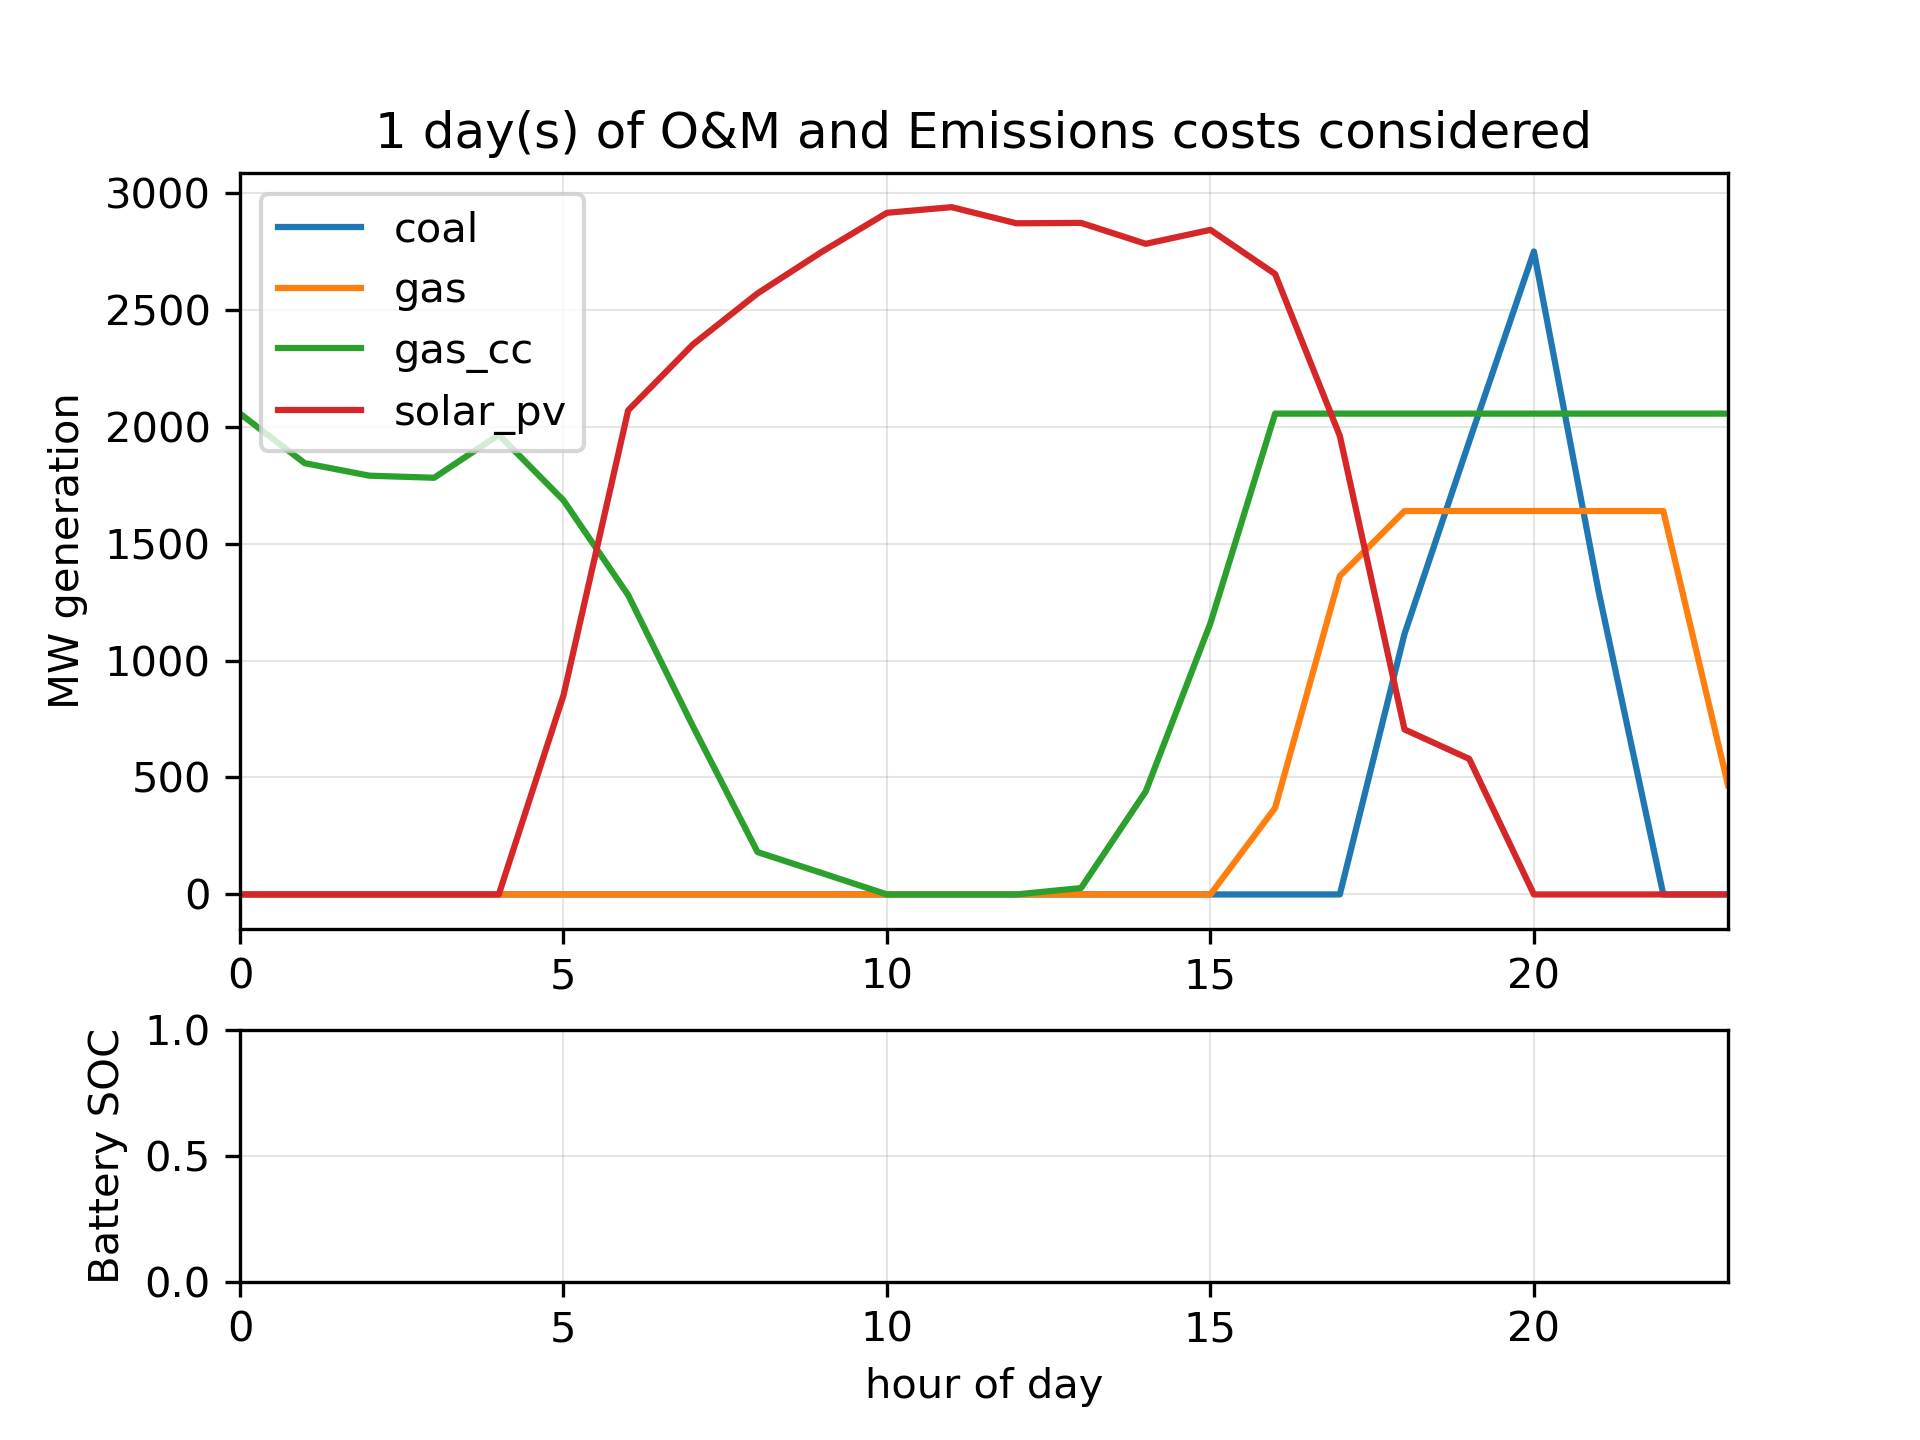 1 day(s) of O&M and Emissions costs considered
3000
2500
2000
1500
1000
500
0
MW generation
coal
gas
gas_cc
solar_pv
0 5 10 15 20
1.0
0.5
0.0
Battery SOC
0 5 10 15 20
hour of day